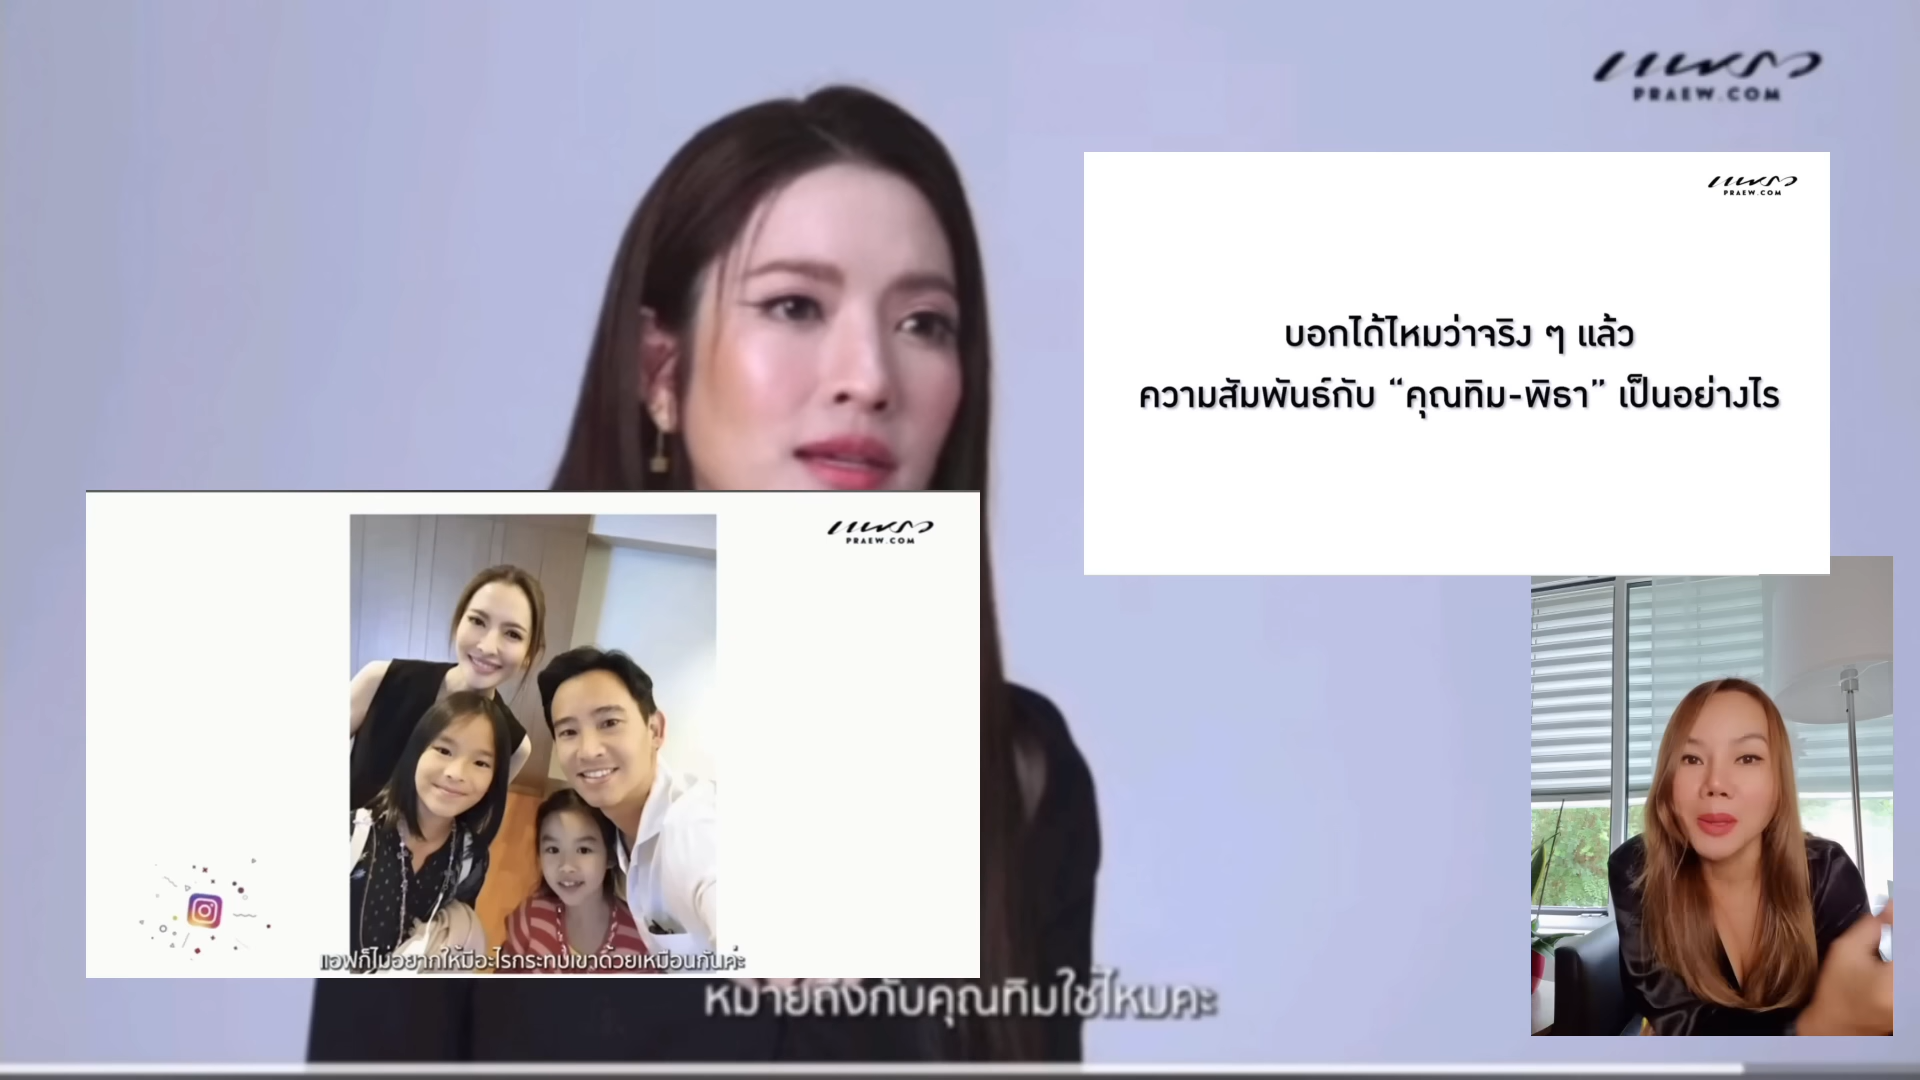 แพรว
PRAEW.COM
แพรว
PRAEW.COM
บอกได้ไหมว่าจริง ๆ แล้ว
ความสัมพันธ์กับ “คุณทิม-พิธา” เป็นอย่างไร
แพรว
PRAEW.COM
แอฟก็ไม่อยากให้มีอะไรกระทบเขาด้วยเหมือนกันค่ะ
หมายถึงกับคุณทิมใช่ไหมคะ